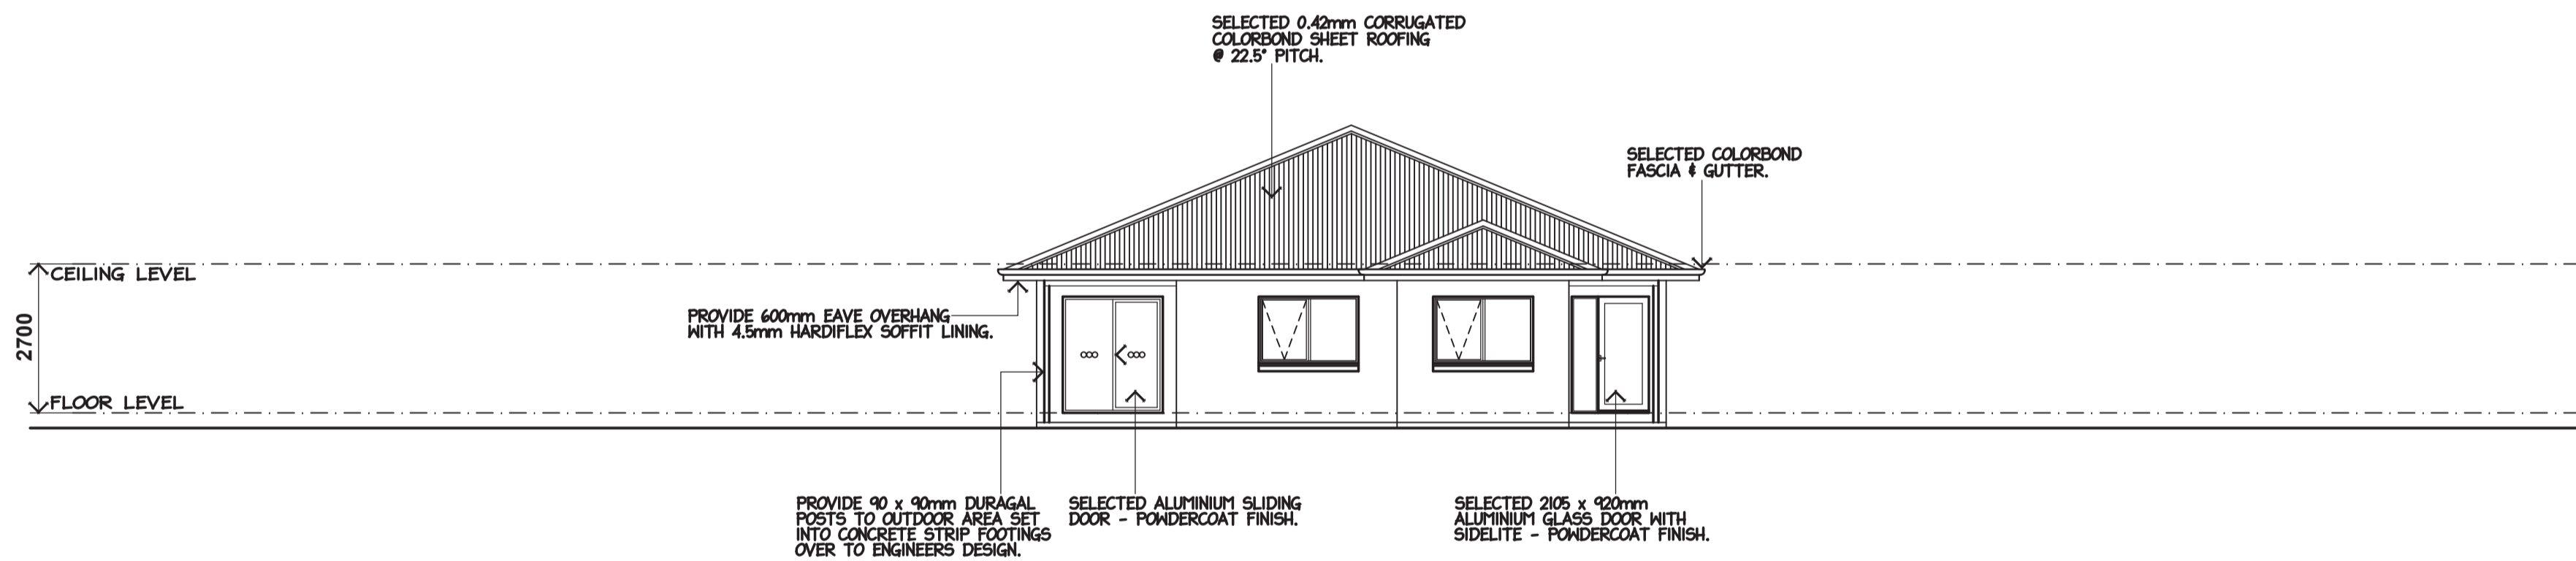 SELECTED 0.42mm CORRUGATED
COLORBOND SHEET ROOFING
@ 22.5° PITCH.
SELECTED COLORBOND
FASCIA & GUTTER.
CEILING LEVEL
2700
FLOOR LEVEL
PROVIDE 600mm EAVE OVERHANG
WITH 4.5mm HARDIFLEX SOFFIT LINING.
PROVIDE 90 x 90mm DURAGAL
POSTS TO OUTDOOR AREA SET
INTO CONCRETE STRIP FOOTINGS
OVER TO ENGINEERS DESIGN.
SELECTED ALUMINIUM SLIDING
DOOR - POWDERCOAT FINISH.
SELECTED 2105 x 920mm
ALUMINIUM GLASS DOOR WITH
SIDELITE - POWDERCOAT FINISH.